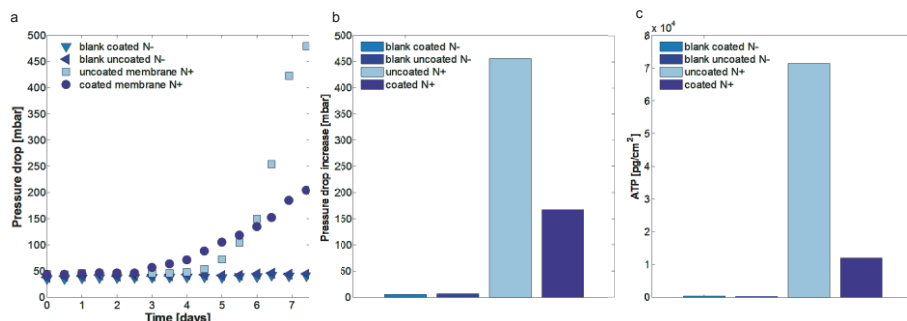 a
Pressure drop [mbar]
500
450
400
350
300
250
200
150
100
50
0
blank coated N-
blank uncoated N-
uncoated membrane N+
coated membrane N+
0 1 2 3 4 5 6 7
Time [days]
b
Pressure drop increase [mbar]
500
450
400
350
300
250
200
150
100
50
0
blank coated N-
blank uncoated N-
uncoated N+
coated N+
c
x 10⁴
ATP [pg/cm²]
8
7
6
5
4
3
2
1
0
blank coated N-
blank uncoated N-
uncoated N+
coated N+